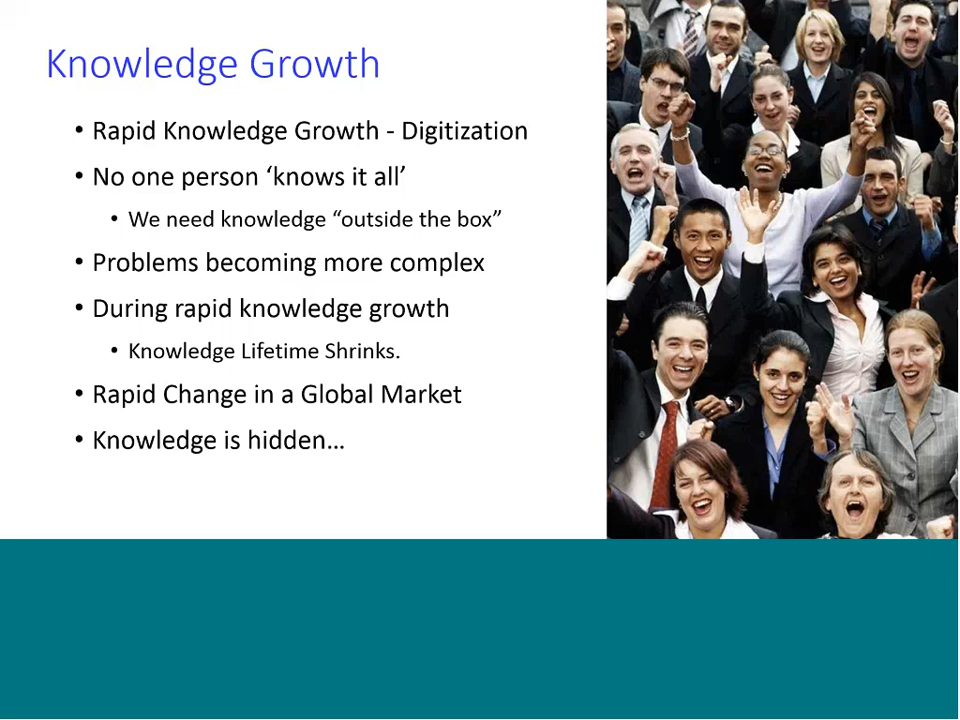 Knowledge Growth
• Rapid Knowledge Growth - Digitization
• No one person ‘knows it all’
• We need knowledge “outside the box”
• Problems becoming more complex
• During rapid knowledge growth
• Knowledge Lifetime Shrinks.
• Rapid Change in a Global Market
• Knowledge is hidden…